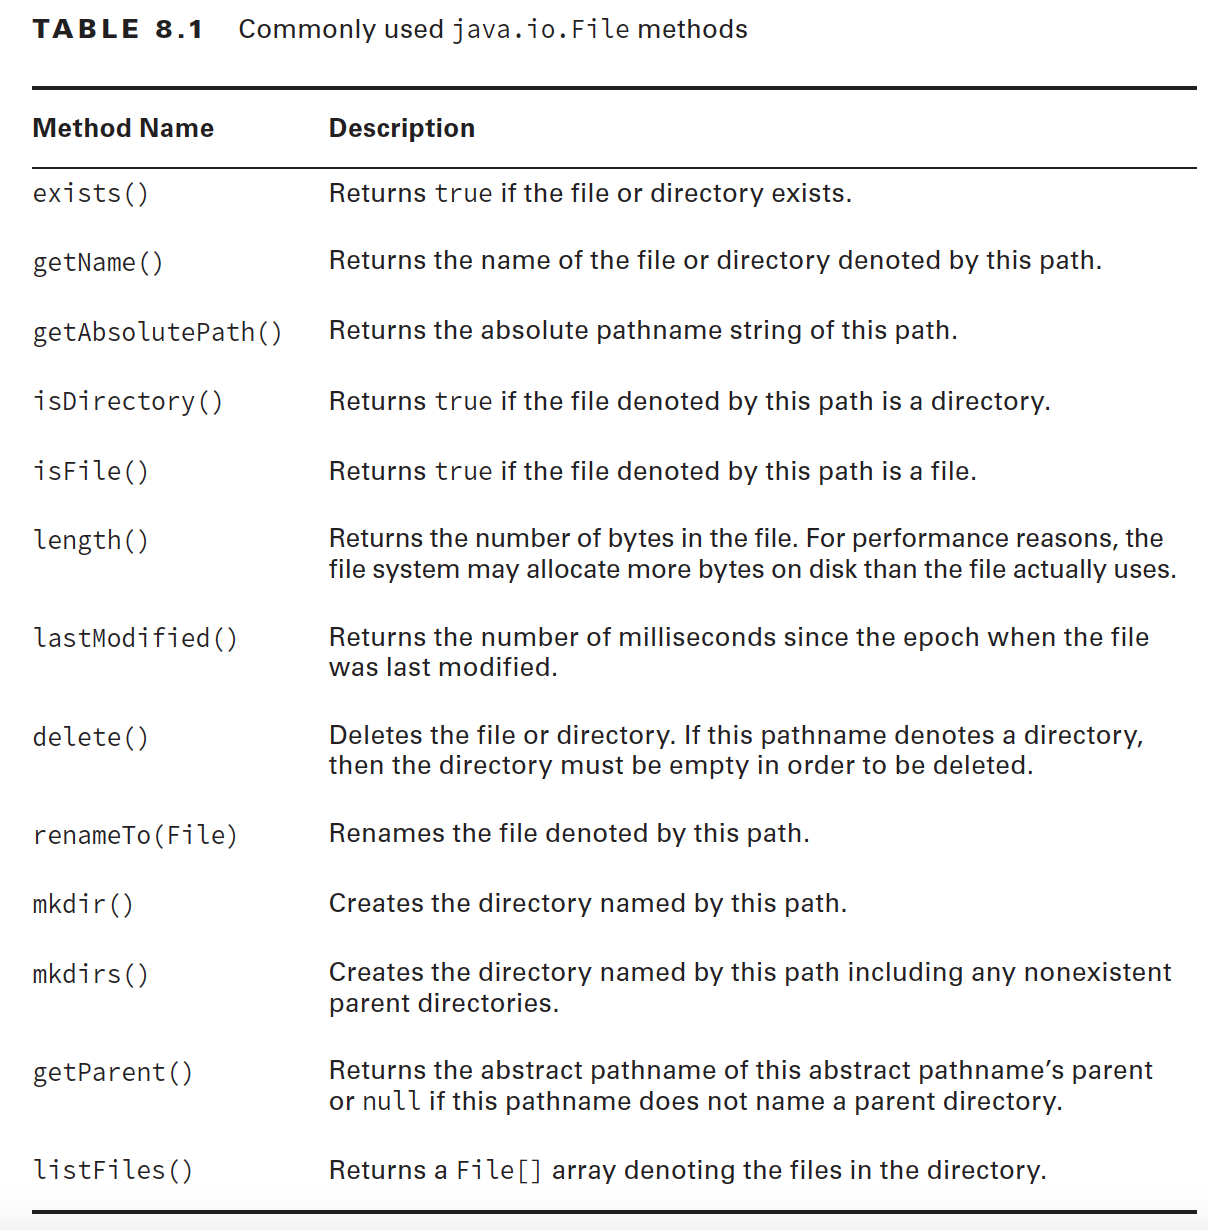 TABLE 8.1 Commonly used java.io.File methods
Method Name Description
exists() Returns true if the file or directory exists.
getName() Returns the name of the file or directory denoted by this path.
getAbsolutePath() Returns the absolute pathname string of this path.
isDirectory() Returns true if the file denoted by this path is a directory.
isFile() Returns true if the file denoted by this path is a file.
length() Returns the number of bytes in the file. For performance reasons, the
file system may allocate more bytes on disk than the file actually uses.
lastModified() Returns the number of milliseconds since the epoch when the file
was last modified.
delete() Deletes the file or directory. If this pathname denotes a directory,
then the directory must be empty in order to be deleted.
renameTo(File) Renames the file denoted by this path.
mkdir() Creates the directory named by this path.
mkdirs() Creates the directory named by this path including any nonexistent
parent directories.
getParent() Returns the abstract pathname of this abstract pathname’s parent
or null if this pathname does not name a parent directory.
listFiles() Returns a File[] array denoting the files in the directory.